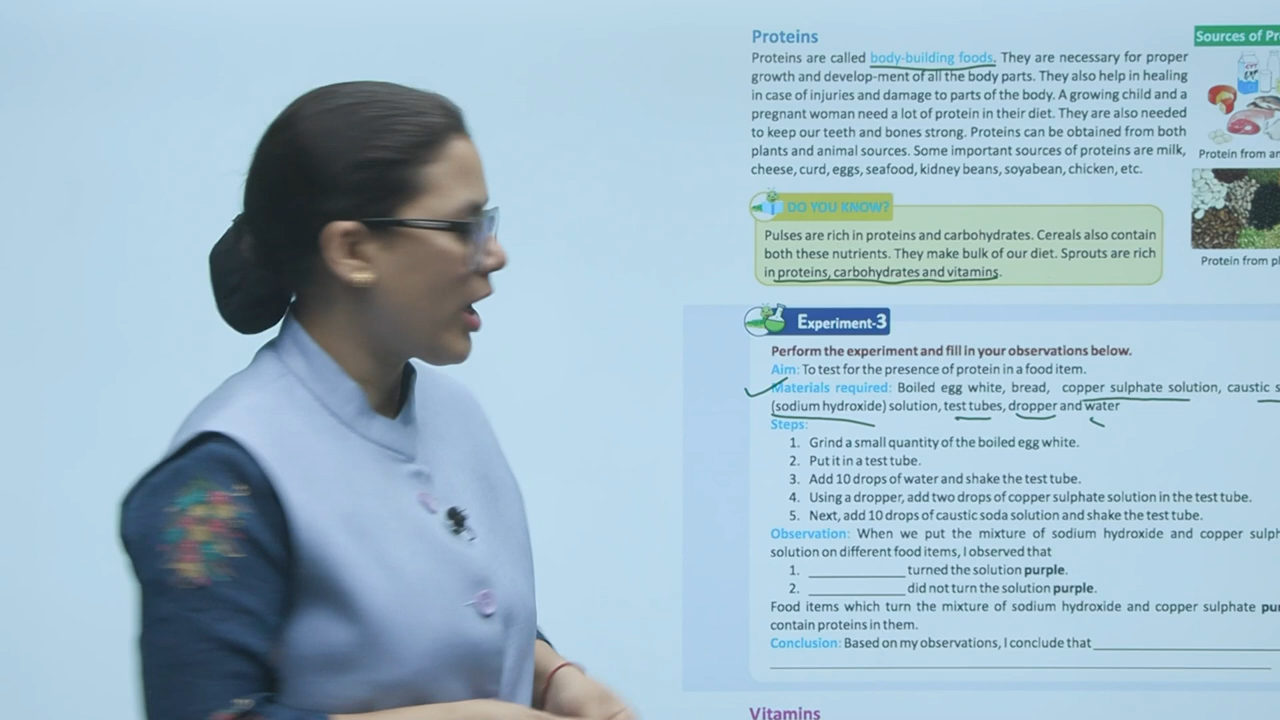 Proteins
Proteins are called body-building foods. They are necessary for proper
growth and develop-ment of all the body parts. They also help in healing
in case of injuries and damage to parts of the body. A growing child and a
pregnant woman need a lot of protein in their diet. They are also needed
to keep our teeth and bones strong. Proteins can be obtained from both
plants and animal sources. Some important sources of proteins are milk,
cheese, curd, eggs, seafood, kidney beans, soyabean, chicken, etc.
Sources of Pr
Protein from an
Protein from pl
DO YOU KNOW?
Pulses are rich in proteins and carbohydrates. Cereals also contain
both these nutrients. They make bulk of our diet. Sprouts are rich
in proteins, carbohydrates and vitamins.
Experiment-3
Perform the experiment and fill in your observations below.
Aim: To test for the presence of protein in a food item.
Materials required: Boiled egg white, bread, copper sulphate solution, caustic s
(sodium hydroxide) solution, test tubes, dropper and water
Steps:
1. Grind a small quantity of the boiled egg white.
2. Put it in a test tube.
3. Add 10 drops of water and shake the test tube.
4. Using a dropper, add two drops of copper sulphate solution in the test tube.
5. Next, add 10 drops of caustic soda solution and shake the test tube.
Observation: When we put the mixture of sodium hydroxide and copper sulph
solution on different food items, I observed that
1. ____________ turned the solution purple.
2. ____________ did not turn the solution purple.
Food items which turn the mixture of sodium hydroxide and copper sulphate pu
contain proteins in them.
Conclusion: Based on my observations, I conclude that ____________
Vitamins